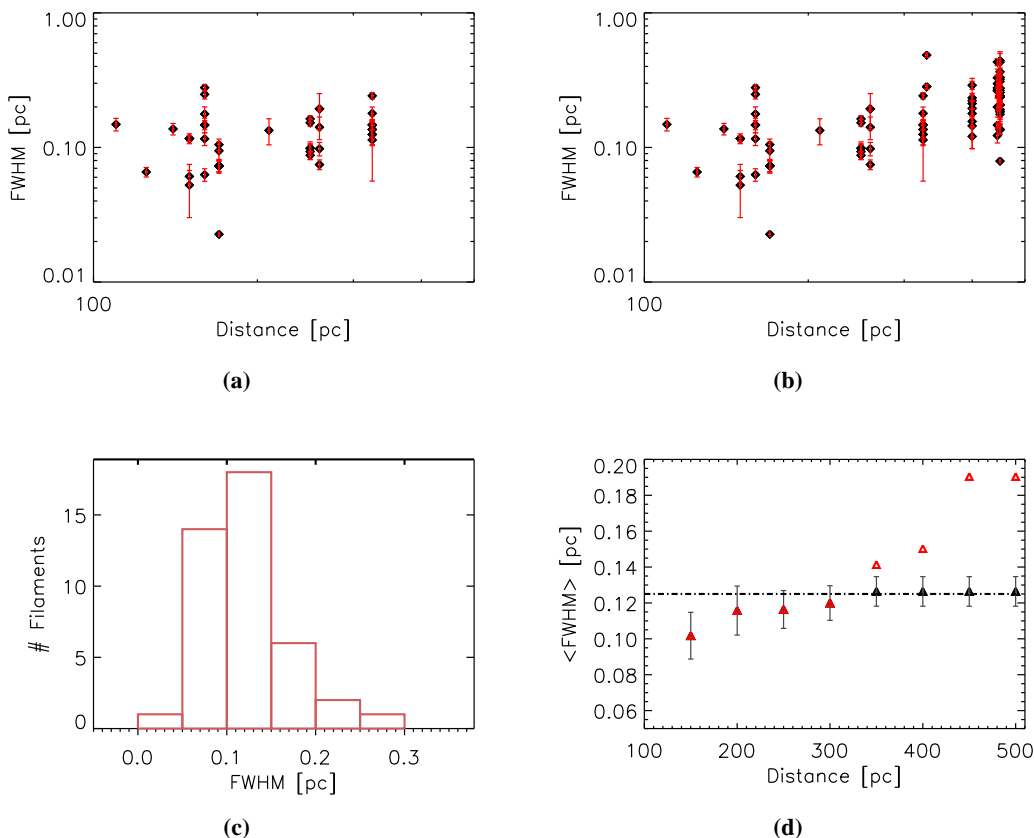 1.00
0.10
0.01
FWHM [pc]
100
Distance [pc]
(a)
1.00
0.10
0.01
FWHM [pc]
100
Distance [pc]
(b)
15
10
5
0
# Filaments
0.0 0.1 0.2 0.3
FWHM [pc]
(c)
0.20
0.18
0.16
0.14
0.12
0.10
0.08
0.06
<FWHM> [pc]
100 200 300 400 500
Distance [pc]
(d)